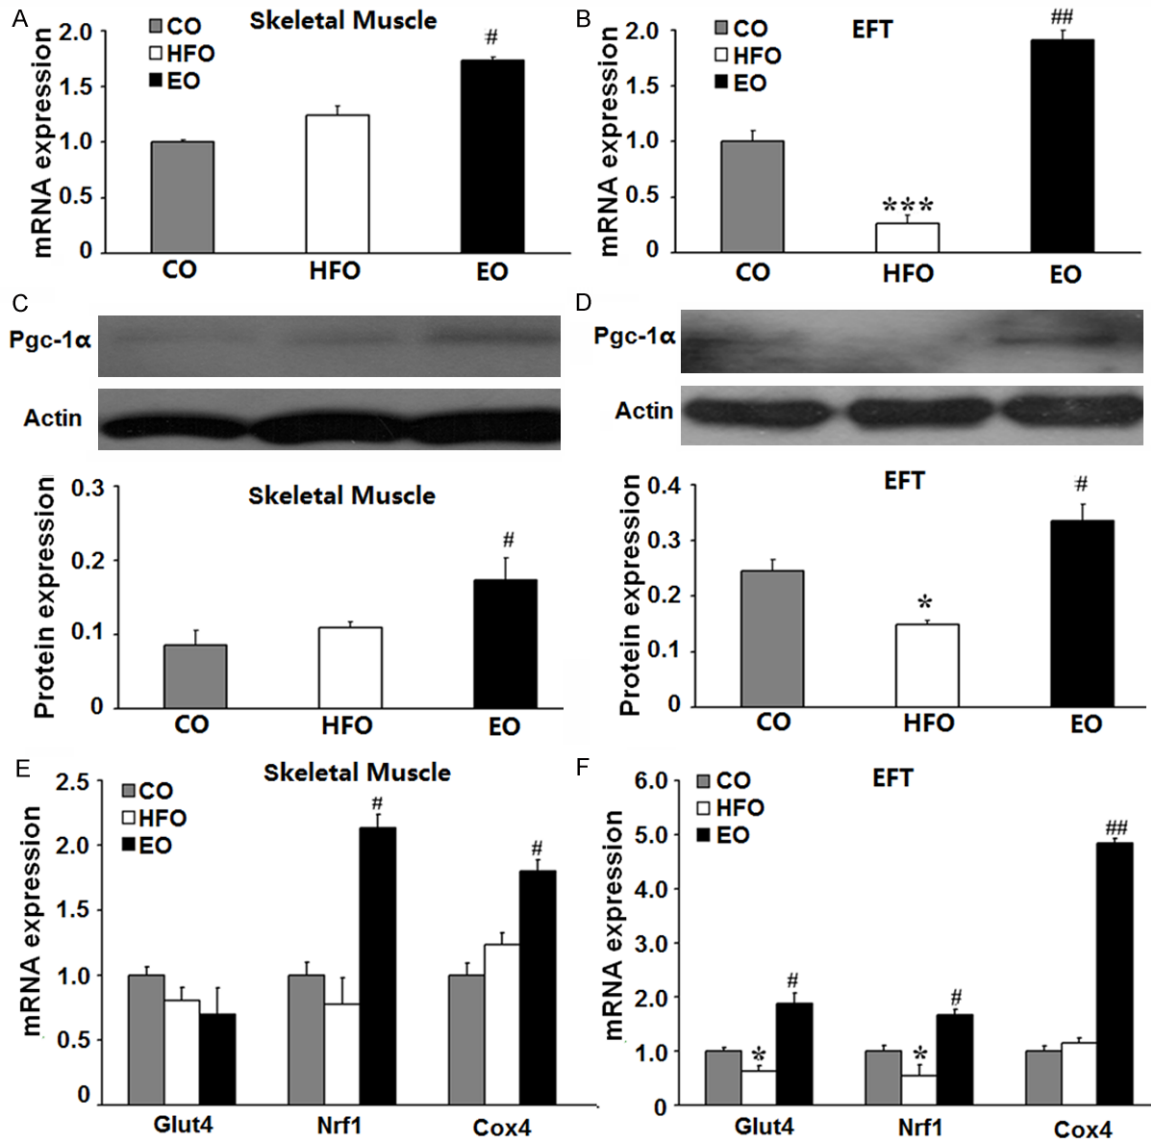 A
Skeletal Muscle
mRNA expression
2.0
1.5
1.0
0.5
0
CO
HFO
EO
#
CO
HFO
EO
B
EFT
mRNA expression
2.0
1.5
1.0
0.5
0
CO
HFO
EO
***
##
CO
HFO
EO
C
Pgc-1α
Actin
Skeletal Muscle
Protein expression
0.3
0.2
0.1
0
#
CO
HFO
EO
D
Pgc-1α
Actin
EFT
Protein expression
0.4
0.3
0.2
0.1
0
*
#
CO
HFO
EO
E
Skeletal Muscle
mRNA expression
2.5
2.0
1.5
1.0
0.5
0
CO
HFO
EO
#
#
Glut4
Nrf1
Cox4
F
EFT
mRNA expression
6.0
5.0
4.0
3.0
2.0
1.0
0
CO
HFO
EO
*
#
*
#
##
Glut4
Nrf1
Cox4